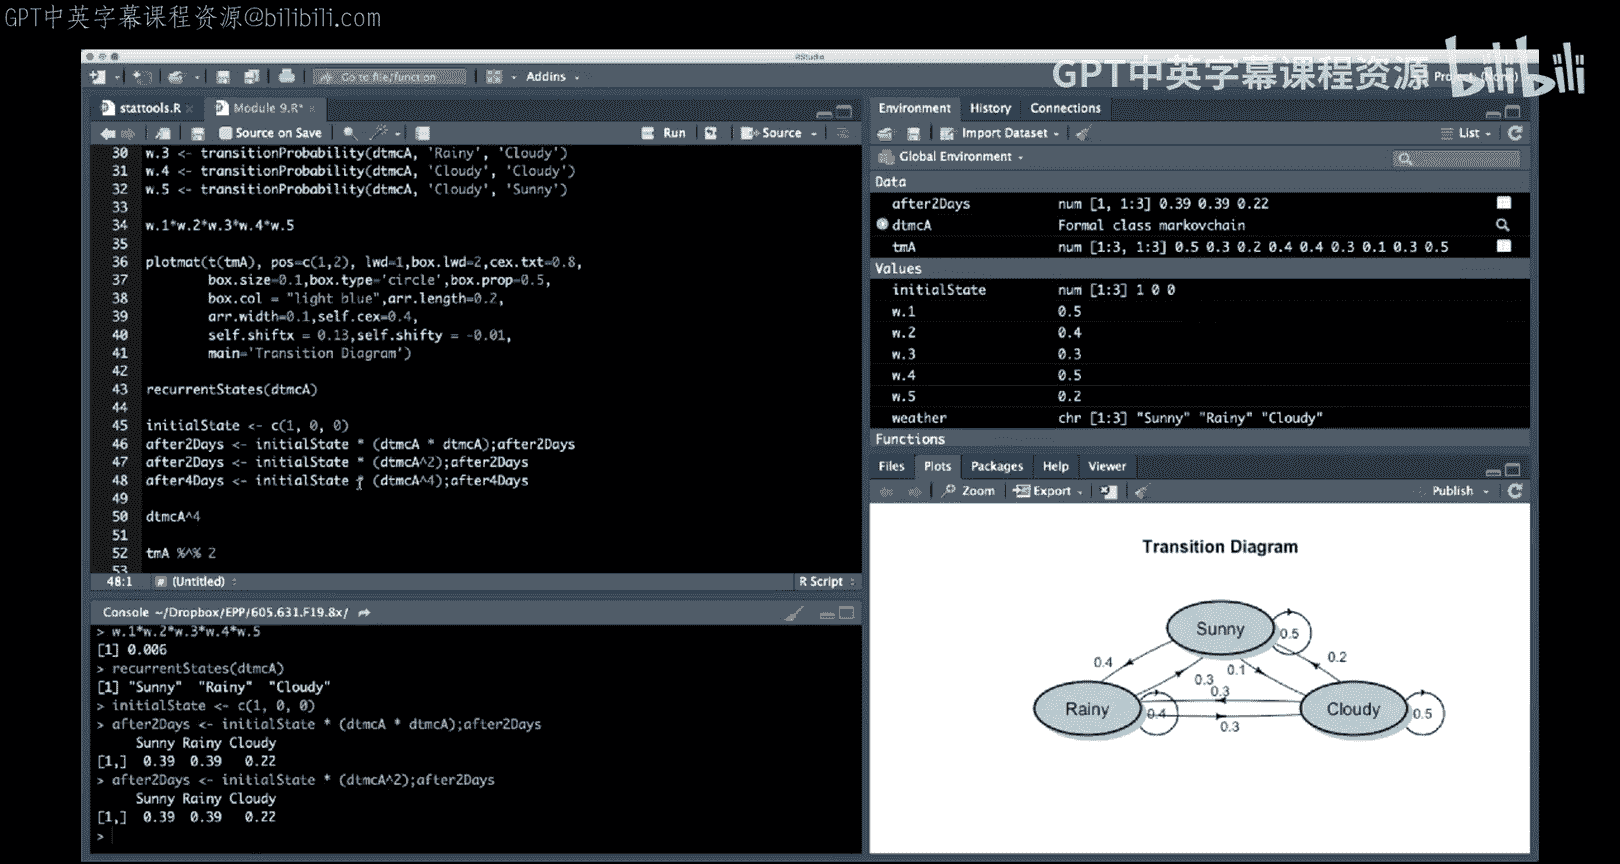 GPT中英字幕课程资源@bilibili.com
RStudio
GPT中英字幕课程资源 bilibili
Go to file/function Addins
Project: (None)
stattools.R Module 9.R*
Source on Save Run Source
30 w.3 <- transitionProbability(dtmcA, 'Rainy', 'Cloudy')
31 w.4 <- transitionProbability(dtmcA, 'Cloudy', 'Cloudy')
32 w.5 <- transitionProbability(dtmcA, 'Cloudy', 'Sunny')
33
34 w.1*w.2*w.3*w.4*w.5
35
36 plotmat(t(tmA), pos=c(1,2), lwd=1,box.lwd=2,cex.txt=0.8,
37 box.size=0.1,box.type='circle',box.prop=0.5,
38 box.col = "light blue",arr.length=0.2,
39 arr.width=0.1,self.cex=0.4,
40 self.shiftx = 0.13,self.shifty = -0.01,
41 main='Transition Diagram')
42
43 recurrentStates(dtmcA)
44
45 initialState <- c(1, 0, 0)
46 after2Days <- initialState * (dtmcA * dtmcA);after2Days
47 after2Days <- initialState * (dtmcA^2);after2Days
48 after4Days <- initialState * (dtmcA^4);after4Days
49
50 dtmcA^4
51
52 tmA %^% 2
53
48:1 # (Untitled) R Script
Console ~/Dropbox/EPP/605.631.F19.8x/
> w.1*w.2*w.3*w.4*w.5
[1] 0.006
> recurrentStates(dtmcA)
[1] "Sunny" "Rainy" "Cloudy"
> initialState <- c(1, 0, 0)
> after2Days <- initialState * (dtmcA * dtmcA);after2Days
Sunny Rainy Cloudy
[1,] 0.39 0.39 0.22
> after2Days <- initialState * (dtmcA^2);after2Days
Sunny Rainy Cloudy
[1,] 0.39 0.39 0.22
>
Environment History Connections
Import Dataset List
Global Environment
Data
after2Days num [1, 1:3] 0.39 0.39 0.22
dtmcA Formal class markovchain
tmA num [1:3, 1:3] 0.5 0.3 0.2 0.4 0.4 0.3 0.1 0.3 0.5
Values
initialState num [1:3] 1 0 0
w.1 0.5
w.2 0.4
w.3 0.3
w.4 0.5
w.5 0.2
weather chr [1:3] "Sunny" "Rainy" "Cloudy"
Functions
Files Plots Packages Help Viewer
Zoom Export Publish
Transition Diagram
Sunny
0.5
0.4
0.2
0.1
0.3
0.3
Rainy
0.4
Cloudy
0.5
0.3